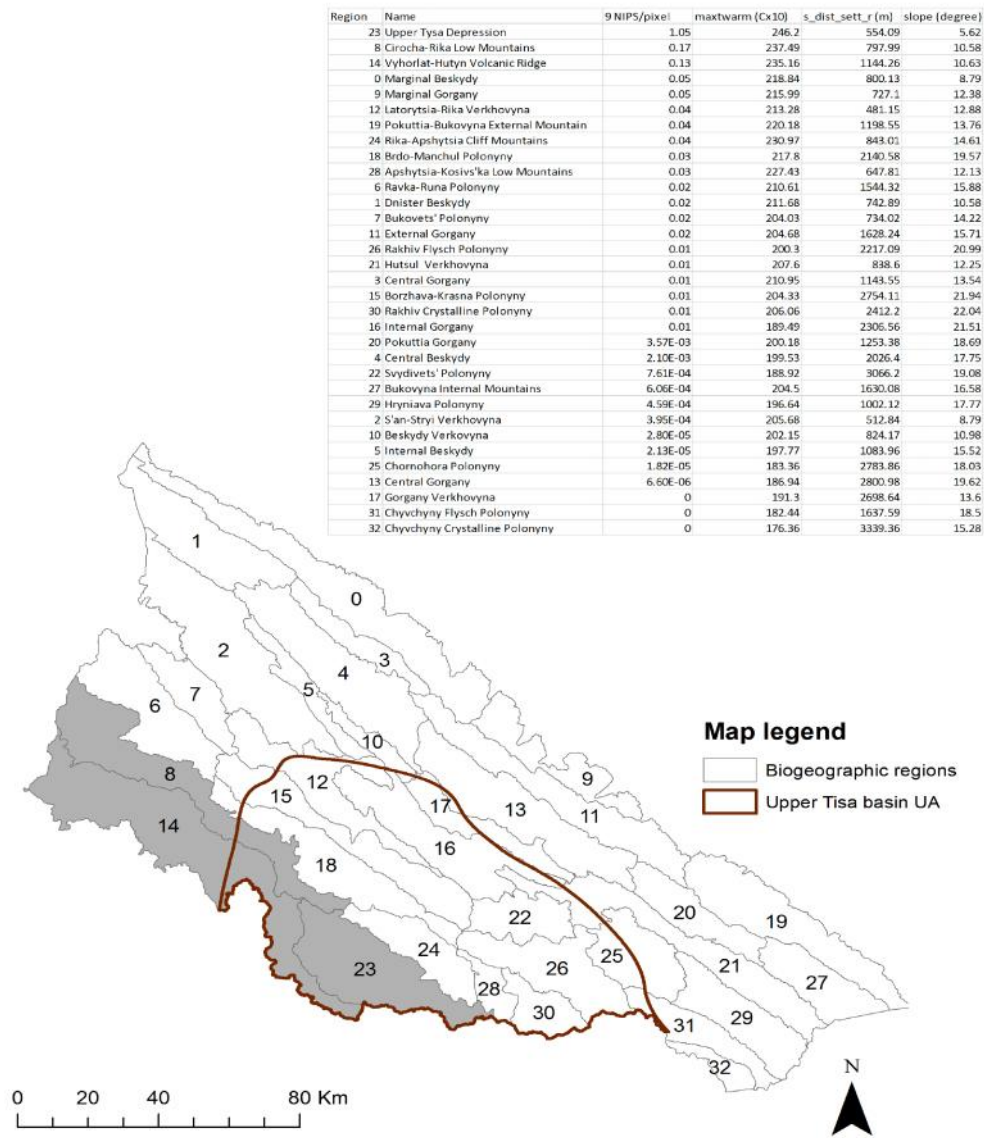 Region Name 9 NIPS/pixel maxtwarm (Cx10) s_dist_sett_r (m) slope (degree)
23 Upper Tysa Depression 1.05 246.2 554.09 5.62
8 Cirocha-Rika Low Mountains 0.17 237.49 797.99 10.58
14 Vyhorlat-Hutyn Volcanic Ridge 0.13 235.16 1144.26 10.63
0 Marginal Beskydy 0.05 218.84 800.13 8.79
9 Marginal Gorgany 0.05 215.99 727.1 12.38
12 Latorytsia-Rika Verkhovyna 0.04 213.28 481.15 12.88
19 Pokuttia-Bukovyna External Mountain 0.04 220.18 1198.55 13.76
24 Rika-Apshytsia Cliff Mountains 0.04 230.97 843.01 14.61
18 Brdo-Manchul Polonyny 0.03 217.8 2140.58 19.57
28 Apshytsia-Kosivs'ka Low Mountains 0.03 227.43 647.81 12.13
6 Ravka-Runa Polonyny 0.02 210.61 1544.32 15.88
1 Dnister Beskydy 0.02 211.68 742.89 10.58
7 Bukovets' Polonyny 0.02 204.03 734.02 14.22
11 External Gorgany 0.02 204.68 1628.24 15.71
26 Rakhiv Flysch Polonyny 0.01 200.3 2217.09 20.99
21 Hutsul Verkhovyna 0.01 207.6 838.6 12.25
3 Central Gorgany 0.01 210.95 1143.55 13.54
15 Borzhava-Krasna Polonyny 0.01 204.33 2754.11 21.94
30 Rakhiv Crystalline Polonyny 0.01 206.06 2412.2 22.04
16 Internal Gorgany 0.01 189.49 2306.56 21.51
20 Pokuttia Gorgany 3.57E-03 200.18 1253.38 18.69
4 Central Beskydy 2.10E-03 199.53 2026.4 17.75
22 Svydivets' Polonyny 7.61E-04 188.92 3066.2 19.08
27 Bukovyna Internal Mountains 6.06E-04 204.5 1630.08 16.58
29 Hryniava Polonyny 4.59E-04 196.64 1002.12 17.77
2 S'an-Stryi Verkhovyna 3.95E-04 205.68 512.84 8.79
10 Beskydy Verkovyna 2.80E-05 202.15 824.17 10.98
5 Internal Beskydy 2.13E-05 197.77 1083.96 15.52
25 Chornohora Polonyny 1.82E-05 183.36 2783.86 18.03
13 Central Gorgany 6.60E-06 186.94 2800.98 19.62
17 Gorgany Verkhovyna 0 191.3 2698.64 13.6
31 Chyvchyny Flysch Polonyny 0 182.44 1637.59 18.5
32 Chyvchyny Crystalline Polonyny 0 176.36 3339.36 15.28
1
0
2
3
4
5
6
7
8
9
10
11
12
13
14
15
16
17
18
19
20
21
22
23
24
25
26
27
28
29
30
31
32
Map legend
Biogeographic regions
Upper Tisa basin UA
N
0 20 40 80 Km